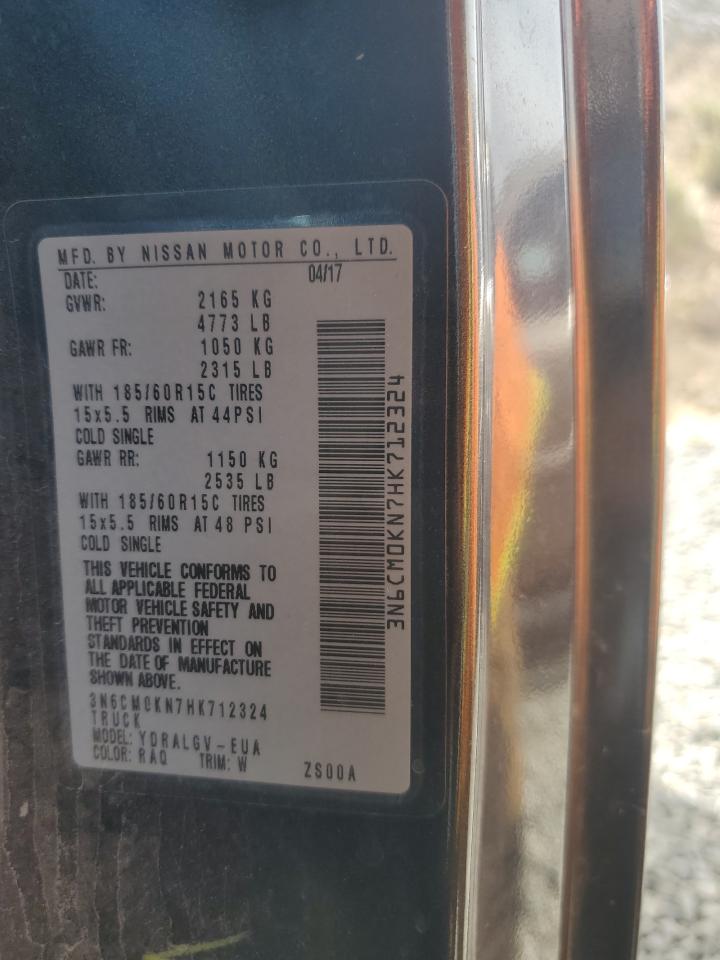 MFD. BY NISSAN MOTOR CO., LTD.
DATE: 04/17
GVWR: 2165 KG
4773 LB
GAWR FR: 1050 KG
2315 LB
WITH 185/60R15C TIRES
15x5.5 RIMS AT 44PSI
COLD SINGLE
GAWR RR: 1150 KG
2535 LB
WITH 185/60R15C TIRES
15x5.5 RIMS AT 48 PSI
COLD SINGLE
THIS VEHICLE CONFORMS TO
ALL APPLICABLE FEDERAL
MOTOR VEHICLE SAFETY AND
THEFT PREVENTION
STANDARDS IN EFFECT ON
THE DATE OF MANUFACTURE
SHOWN ABOVE.
3N6CM0KN7HK712324
TRUCK
MODEL: YDRALGV-EUA
COLOR: RAQ TRIM: W ZS00A
3N6CM0KN7HK712324